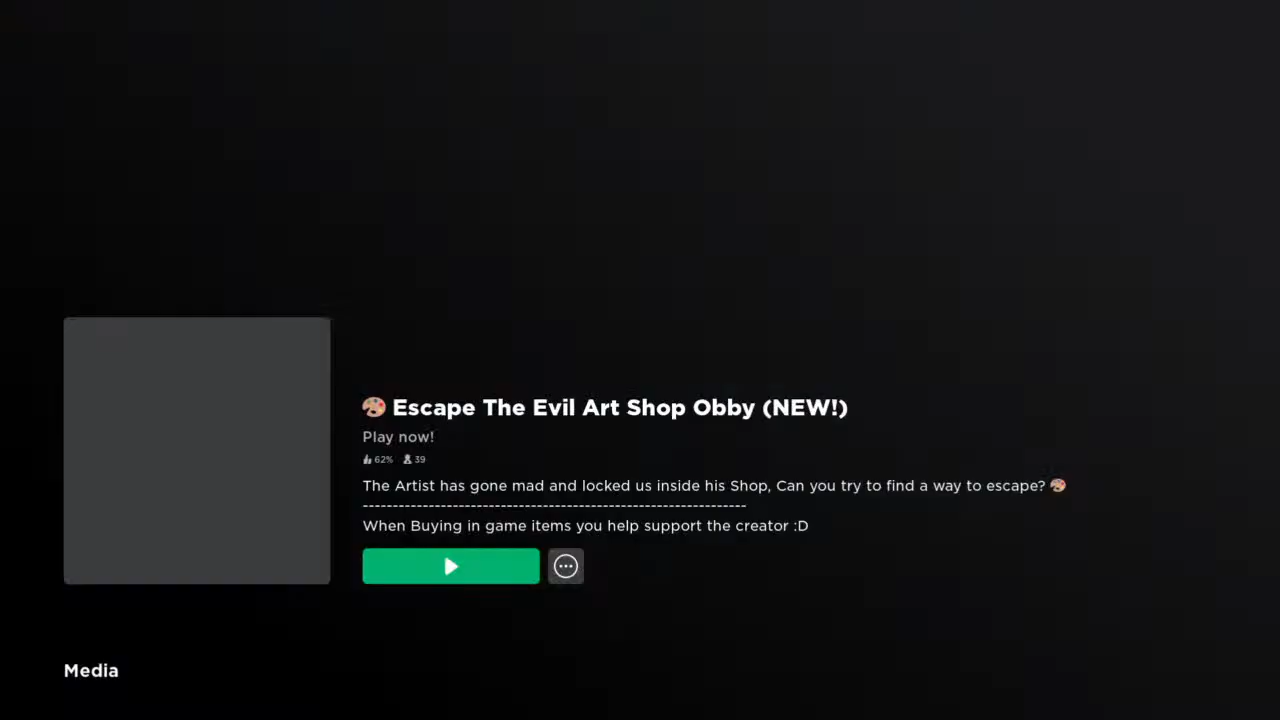 🎨 Escape The Evil Art Shop Obby (NEW!)
Play now!
62% 39
The Artist has gone mad and locked us inside his Shop, Can you try to find a way to escape? 🎨
----------------------------------------------------------------
When Buying in game items you help support the creator :D
Media